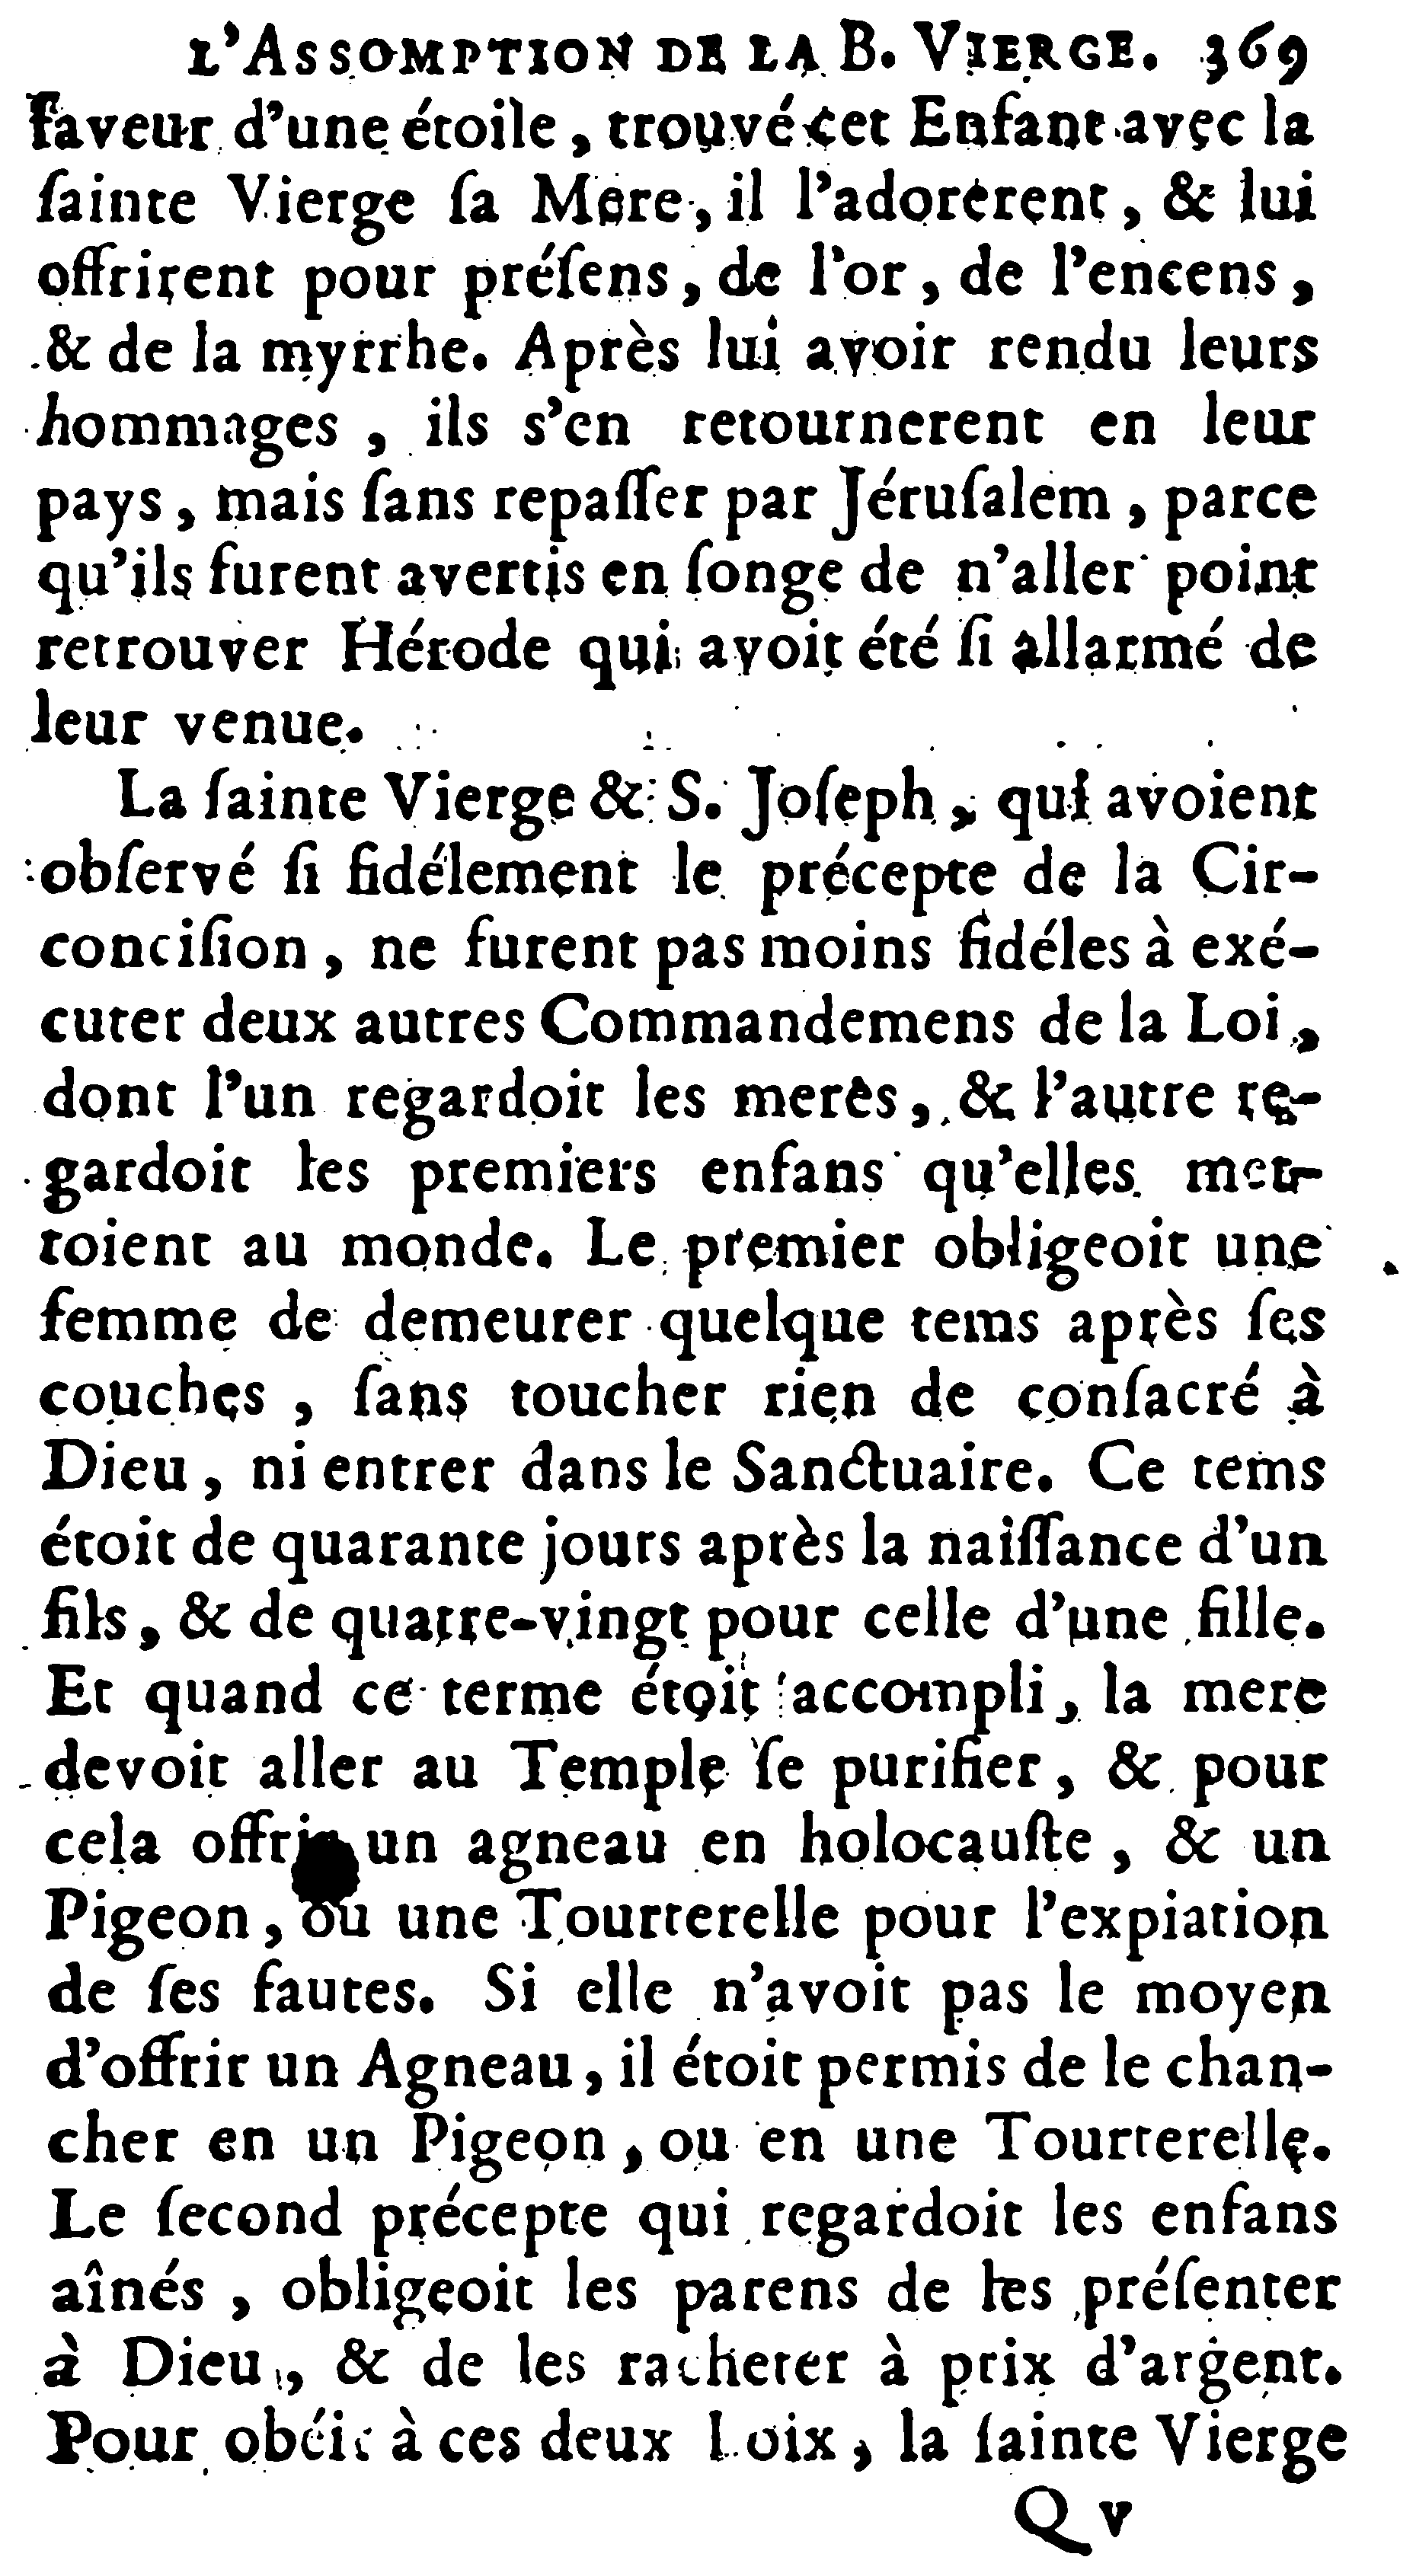 L'ASSOMPTION DE LA B. VIERGE. 369
faveur d'une étoile, trouvé cet Enfant avec la
ſainte Vierge ſa Mere, il l'adorérent, & lui
offrirent pour préſens, de l'or, de l'encens,
& de la myrrhe. Après lui avoir rendu leurs
hommages, ils s'en retournerent en leur
pays, mais ſans repaſſer par Jéruſalem, parce
qu'ils furent avertis en ſonge de n'aller point
retrouver Hérode qui avoit été ſi allarmé de
leur venue.
La ſainte Vierge & S. Joſeph, qui avoient
obſervé ſi fidélement le précepte de la Cir-
conciſion, ne furent pas moins fidéles à exé-
cuter deux autres Commandemens de la Loi,
dont l'un regardoit les meres, & l'autre re-
gardoit les premiers enfans qu'elles met-
toient au monde. Le premier obligeoit une
femme de demeurer quelque tems après ſes
couches, ſans toucher rien de conſacré à
Dieu, ni entrer dans le Sanctuaire. Ce tems
étoit de quarante jours après la naiſſance d'un
fils, & de quatre-vingt pour celle d'une fille.
Et quand ce terme étoit accompli, la mere
devoit aller au Temple ſe purifier, & pour
cela offrir un agneau en holocauſte, & un
Pigeon, ou une Tourterelle pour l'expiation
de ſes fautes. Si elle n'avoit pas le moyen
d'offrir un Agneau, il étoit permis de le chan-
cher en un Pigeon, ou en une Tourterelle.
Le ſecond précepte qui regardoit les enfans
aînés, obligeoit les parens de les préſenter
à Dieu, & de les racheter à prix d'argent.
Pour obéir à ces deux Loix, la ſainte Vierge
Q v